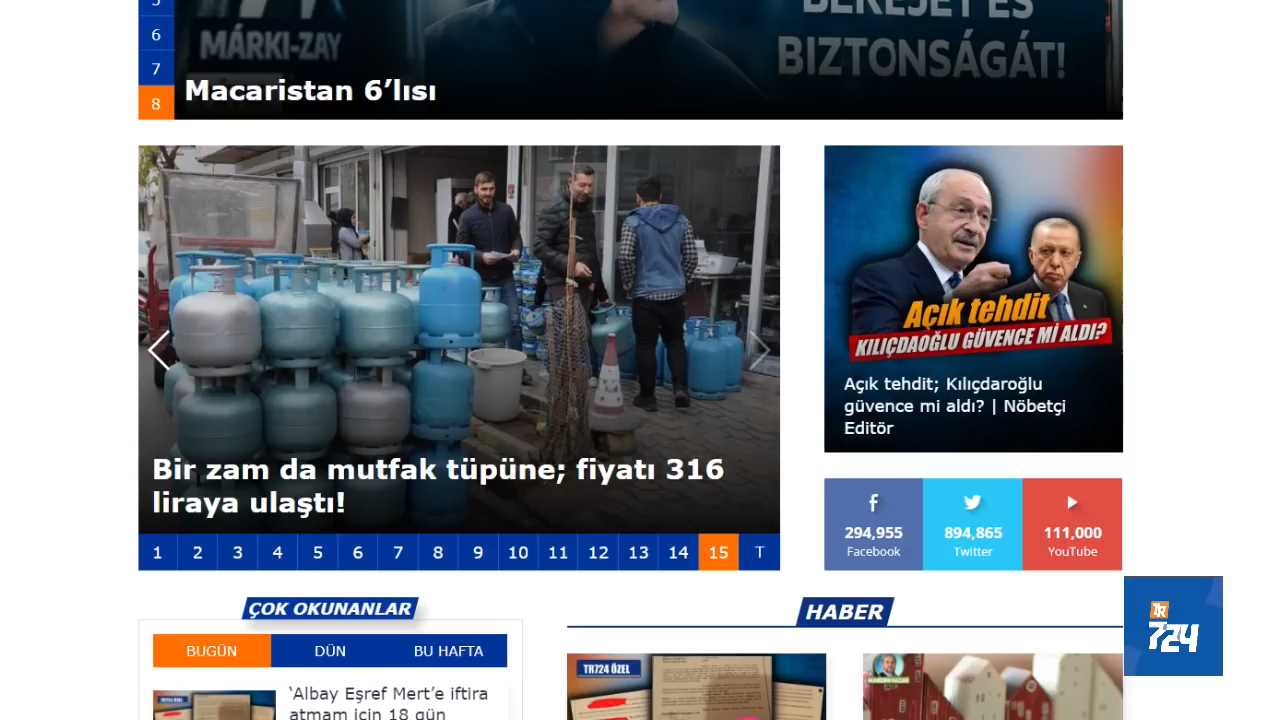 MÁRKI-ZAY
BIZTONSÁGÁT!
6
7
8
Macaristan 6’lısı
Açık tehdit
KILIÇDAOĞLU GÜVENCE Mİ ALDI?
Açık tehdit; Kılıçdaroğlu
güvence mi aldı? | Nöbetçi
Editör
Bir zam da mutfak tüpüne; fiyatı 316
liraya ulaştı!
1 2 3 4 5 6 7 8 9 10 11 12 13 14 15 T
294,955 894,865 111,000
Facebook Twitter YouTube
ÇOK OKUNANLAR
HABER
TR
724
BUGÜN DÜN BU HAFTA
TR724 ÖZEL
‘Albay Eşref Mert’e iftira
atmam için 18 gün